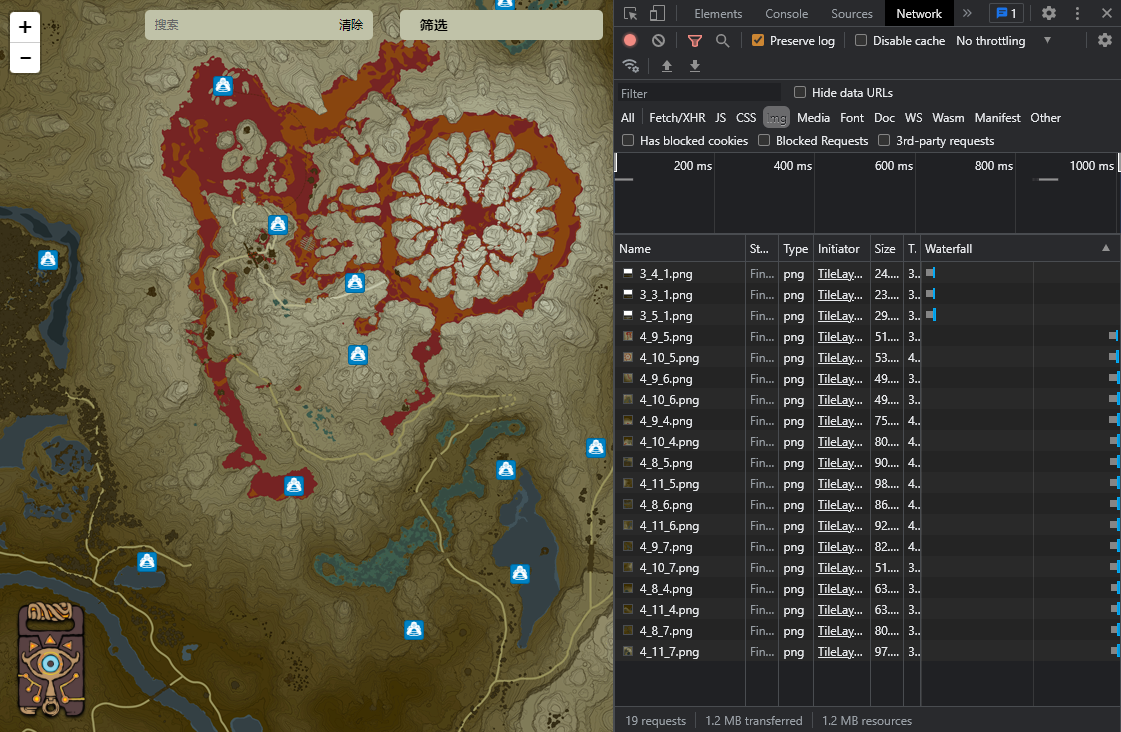 +
−
搜索 清除
筛选
Elements Console Sources Network » 1
Preserve log Disable cache No throttling
Filter Hide data URLs
All Fetch/XHR JS CSS Img Media Font Doc WS Wasm Manifest Other
Has blocked cookies Blocked Requests 3rd-party requests
200 ms 400 ms 600 ms 800 ms 1000 ms
Name St... Type Initiator Size T. Waterfall
3_4_1.png Fin... png TileLay... 24.... 3..
3_3_1.png Fin... png TileLay... 23.... 3..
3_5_1.png Fin... png TileLay... 29.... 3..
4_9_5.png Fin... png TileLay... 51.... 3..
4_10_5.png Fin... png TileLay... 53.... 4..
4_9_6.png Fin... png TileLay... 49.... 3..
4_10_6.png Fin... png TileLay... 49.... 3..
4_9_4.png Fin... png TileLay... 75.... 4..
4_10_4.png Fin... png TileLay... 80.... 4..
4_8_5.png Fin... png TileLay... 90.... 4..
4_11_5.png Fin... png TileLay... 98.... 4..
4_8_6.png Fin... png TileLay... 86.... 4..
4_11_6.png Fin... png TileLay... 92.... 4..
4_9_7.png Fin... png TileLay... 82.... 4..
4_10_7.png Fin... png TileLay... 51.... 3..
4_8_4.png Fin... png TileLay... 63.... 3..
4_11_4.png Fin... png TileLay... 63.... 3..
4_8_7.png Fin... png TileLay... 80.... 3..
4_11_7.png Fin... png TileLay... 97.... 3..
19 requests 1.2 MB transferred 1.2 MB resources